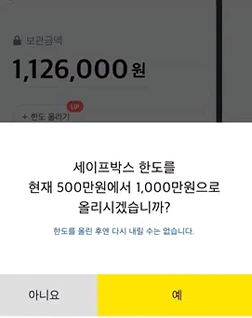 보관금액
1,126,000 원
UP
+ 한도 올리기
세이프박스 한도를
현재 500만원에서 1,000만원으로
올리시겠습니까?
한도를 올린 후엔 다시 내릴 수는 없습니다.
아니요
예